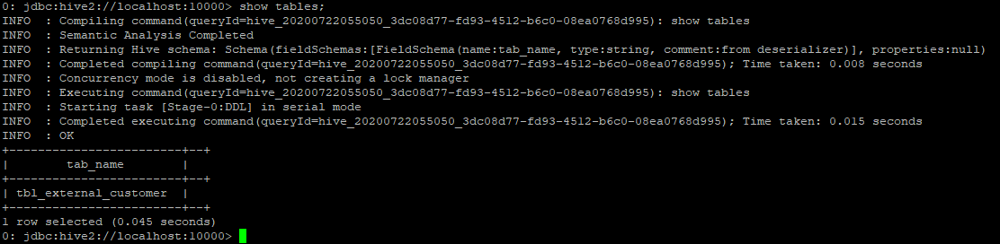 0: jdbc:hive2://localhost:10000> show tables;
INFO  : Compiling command(queryId=hive_20200722055050_3dc08d77-fd93-4512-b6c0-08ea0768d995): show tables
INFO  : Semantic Analysis Completed
INFO  : Returning Hive schema: Schema(fieldSchemas:[FieldSchema(name:tab_name, type:string, comment:from deserializer)], properties:null)
INFO  : Completed compiling command(queryId=hive_20200722055050_3dc08d77-fd93-4512-b6c0-08ea0768d995); Time taken: 0.008 seconds
INFO  : Concurrency mode is disabled, not creating a lock manager
INFO  : Executing command(queryId=hive_20200722055050_3dc08d77-fd93-4512-b6c0-08ea0768d995): show tables
INFO  : Starting task [Stage-0:DDL] in serial mode
INFO  : Completed executing command(queryId=hive_20200722055050_3dc08d77-fd93-4512-b6c0-08ea0768d995); Time taken: 0.015 seconds
INFO  : OK
+------------------------+--+
|        tab_name        |
+------------------------+--+
| tbl_external_customer  |
+------------------------+--+
1 row selected (0.045 seconds)
0: jdbc:hive2://localhost:10000>